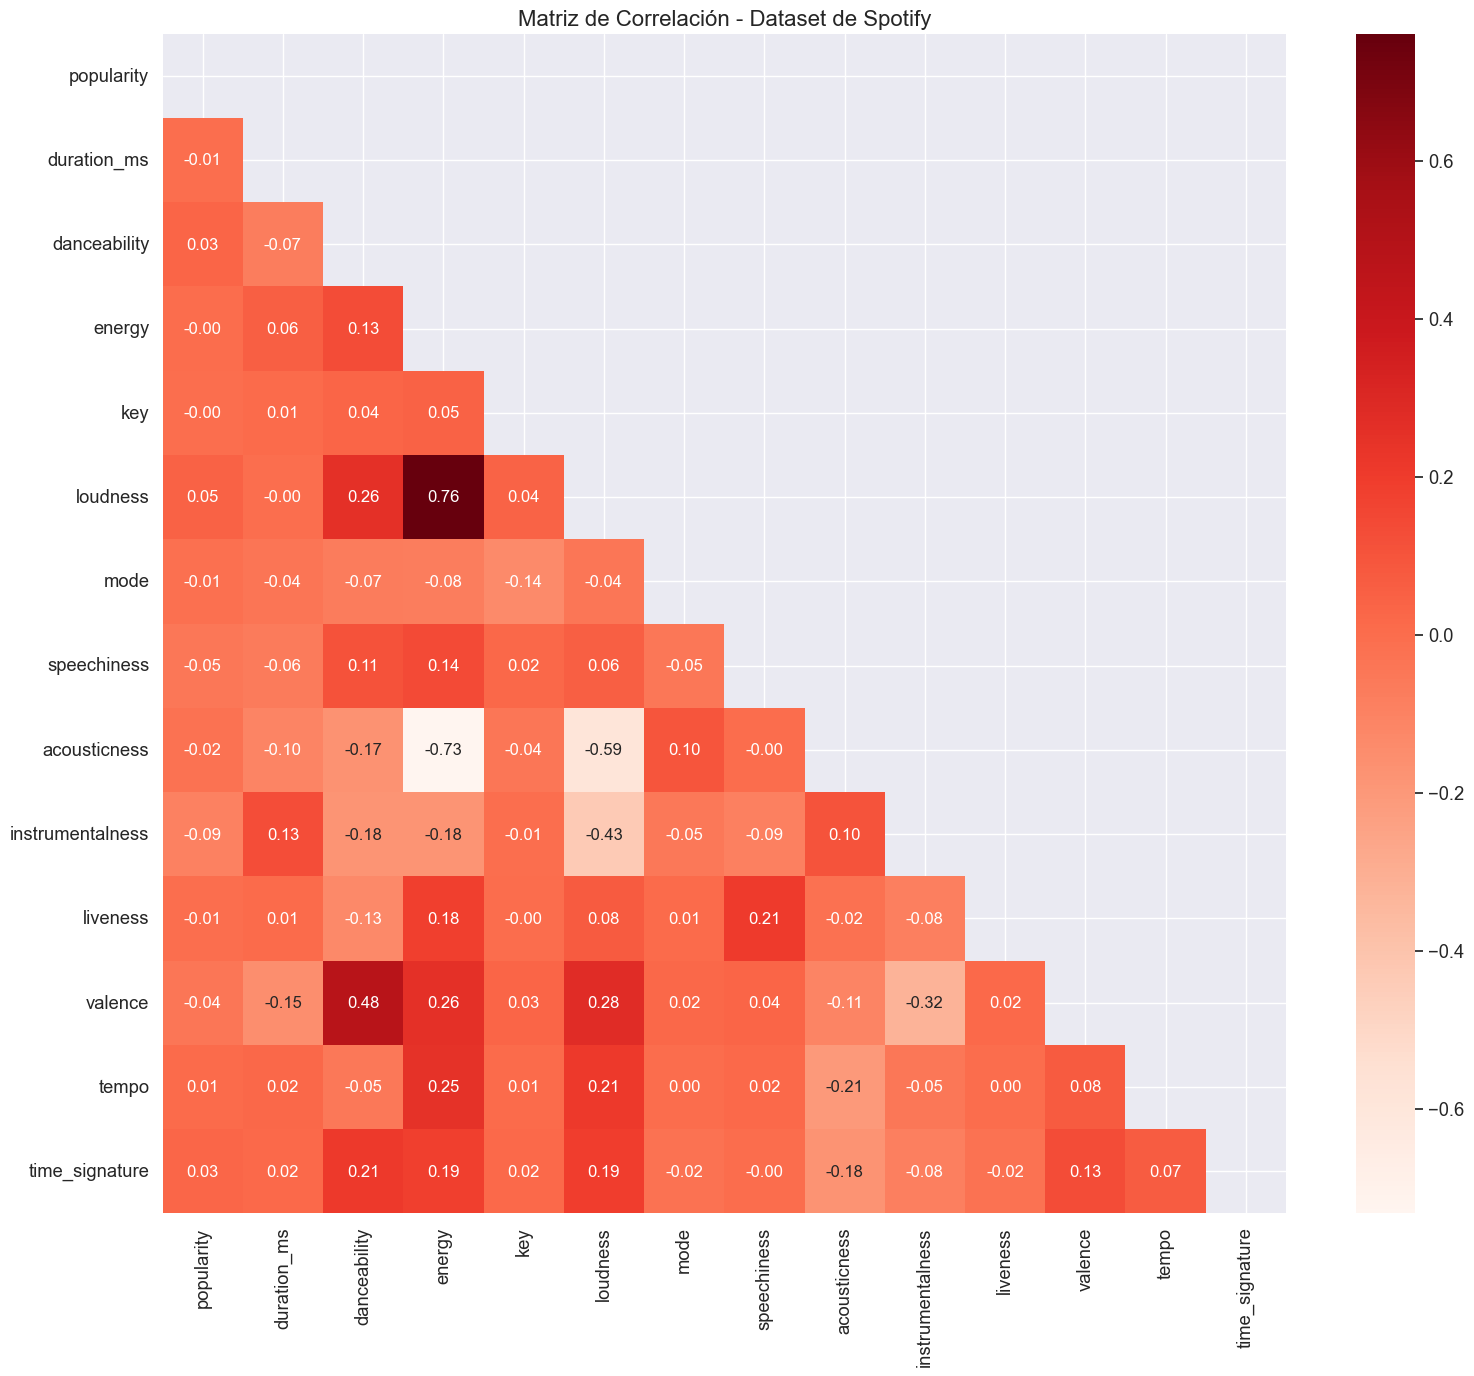 Matriz de Correlación - Dataset de Spotify
popularity
duration_ms -0.01
danceability 0.03 -0.07
energy -0.00 0.06 0.13
key -0.00 0.01 0.04 0.05
loudness 0.05 -0.00 0.26 0.76 0.04
mode -0.01 -0.04 -0.07 -0.08 -0.14 -0.04
speechiness -0.05 -0.06 0.11 0.14 0.02 0.06 -0.05
acousticness -0.02 -0.10 -0.17 -0.73 -0.04 -0.59 0.10 -0.00
instrumentalness -0.09 0.13 -0.18 -0.18 -0.01 -0.43 -0.05 -0.09 0.10
liveness -0.01 0.01 -0.13 0.18 -0.00 0.08 0.01 0.21 -0.02 -0.08
valence -0.04 -0.15 0.48 0.26 0.03 0.28 0.02 0.04 -0.11 -0.32 0.02
tempo 0.01 0.02 -0.05 0.25 0.01 0.21 0.00 0.02 -0.21 -0.05 0.00 0.08
time_signature 0.03 0.02 0.21 0.19 0.02 0.19 -0.02 -0.00 -0.18 -0.08 -0.02 0.13 0.07
popularity
duration_ms
danceability
energy
key
loudness
mode
speechiness
acousticness
instrumentalness
liveness
valence
tempo
time_signature
0.6
0.4
0.2
0.0
−0.2
−0.4
−0.6